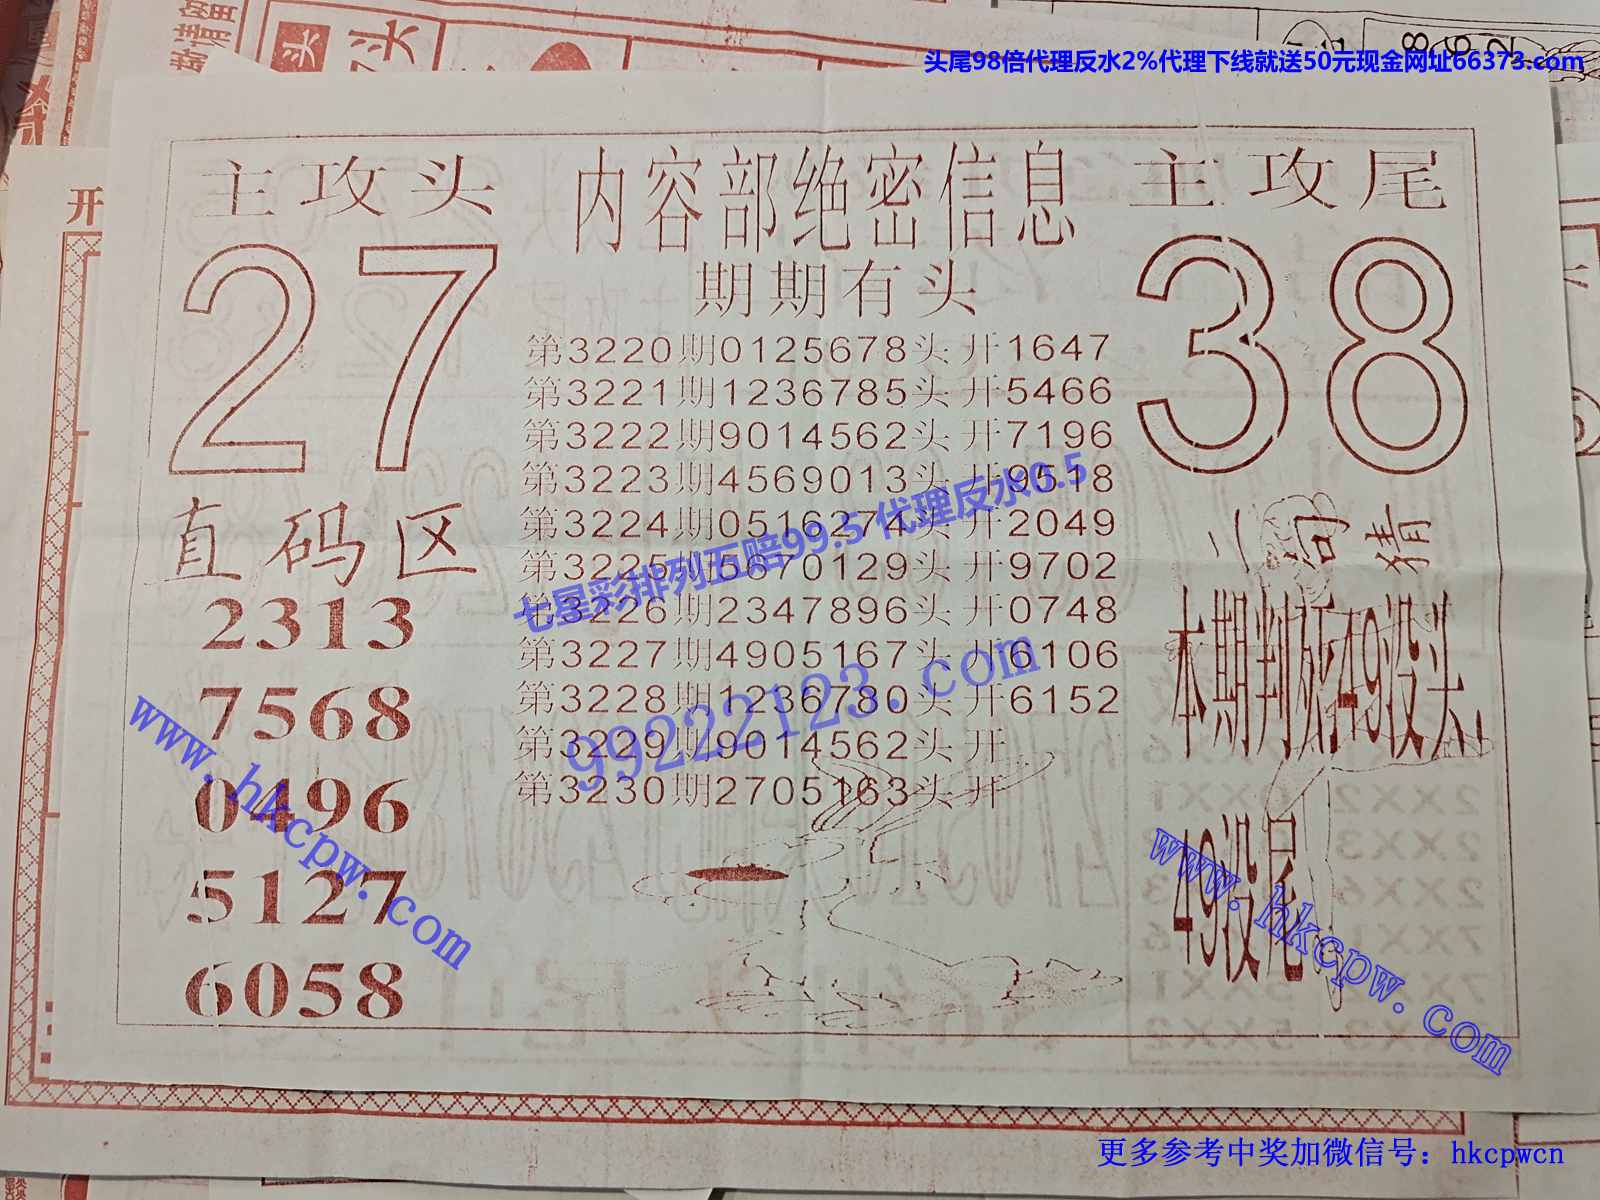 头尾98倍代理反水2%代理下线就送50元现金网址66373.com
开
主攻头
27
内容部绝密信息
期期有头
主攻尾
38
第3220期0125678头开1647
第3221期1236785头开5466
第3222期9014562头开7196
第3223期4569013头开9518
第3224期0516274头开2049
第3225期5670129头开9702
第3226期2347896头开0748
第3227期4905167头开6106
第3228期1236780头开6152
第3229期9014562头开
第3230期2705163头开
七星彩排列五赔99.5 代理反水0.5
99222123.com
直码区
2313
7568
0496
5127
6058
二句猜
本期判断49没头,
49没尾
www.hkcpw.com
www.hkcpw.com
更多参考中奖加微信号：hkcpwcn